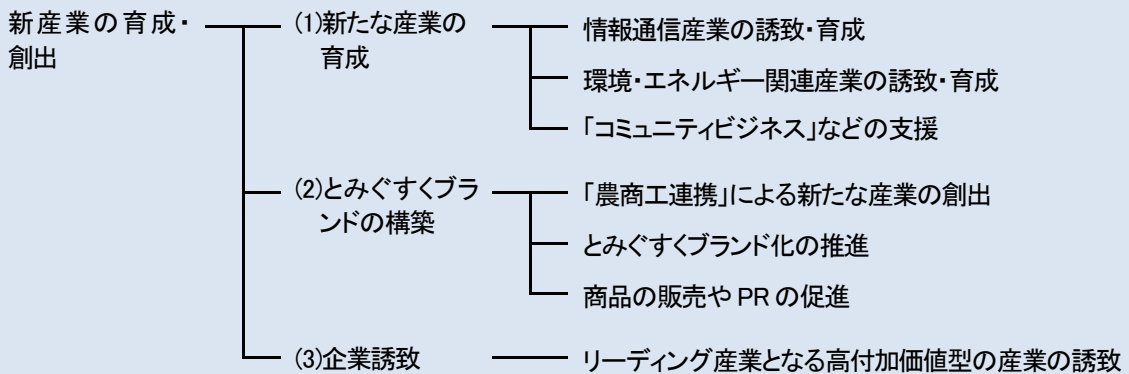 新産業の育成・
創出
(1)新たな産業の
育成
情報通信産業の誘致・育成
環境・エネルギー関連産業の誘致・育成
「コミュニティビジネス」などの支援
(2)とみぐすくブラ
ンドの構築
「農商工連携」による新たな産業の創出
とみぐすくブランド化の推進
商品の販売や PR の促進
(3)企業誘致
リーディング産業となる高付加価値型の産業の誘致